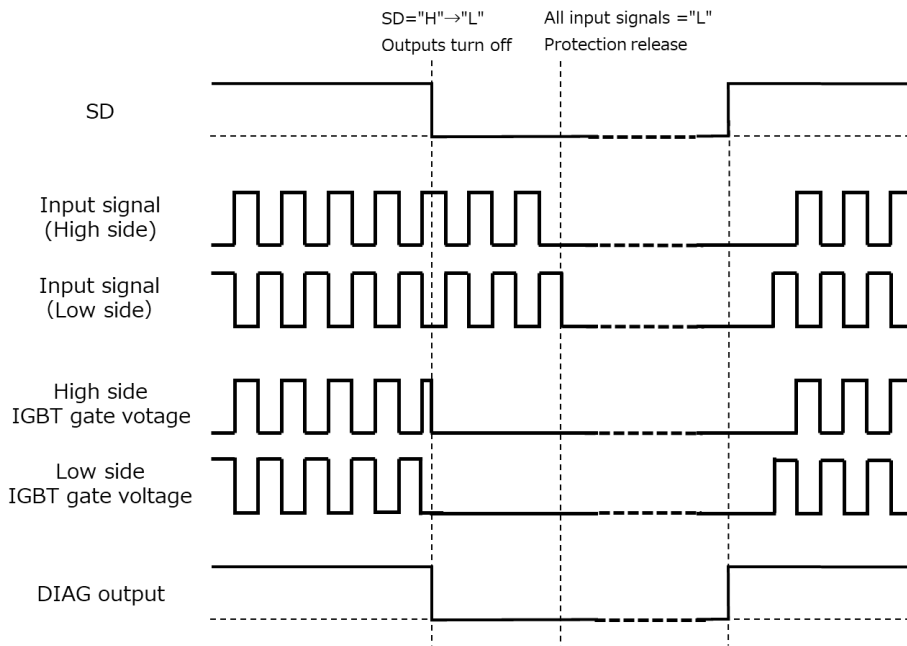 SD="H"→"L"
Outputs turn off
All input signals ="L"
Protection release
SD
Input signal
(High side)
Input signal
(Low side)
High side
IGBT gate votage
Low side
IGBT gate voltage
DIAG output